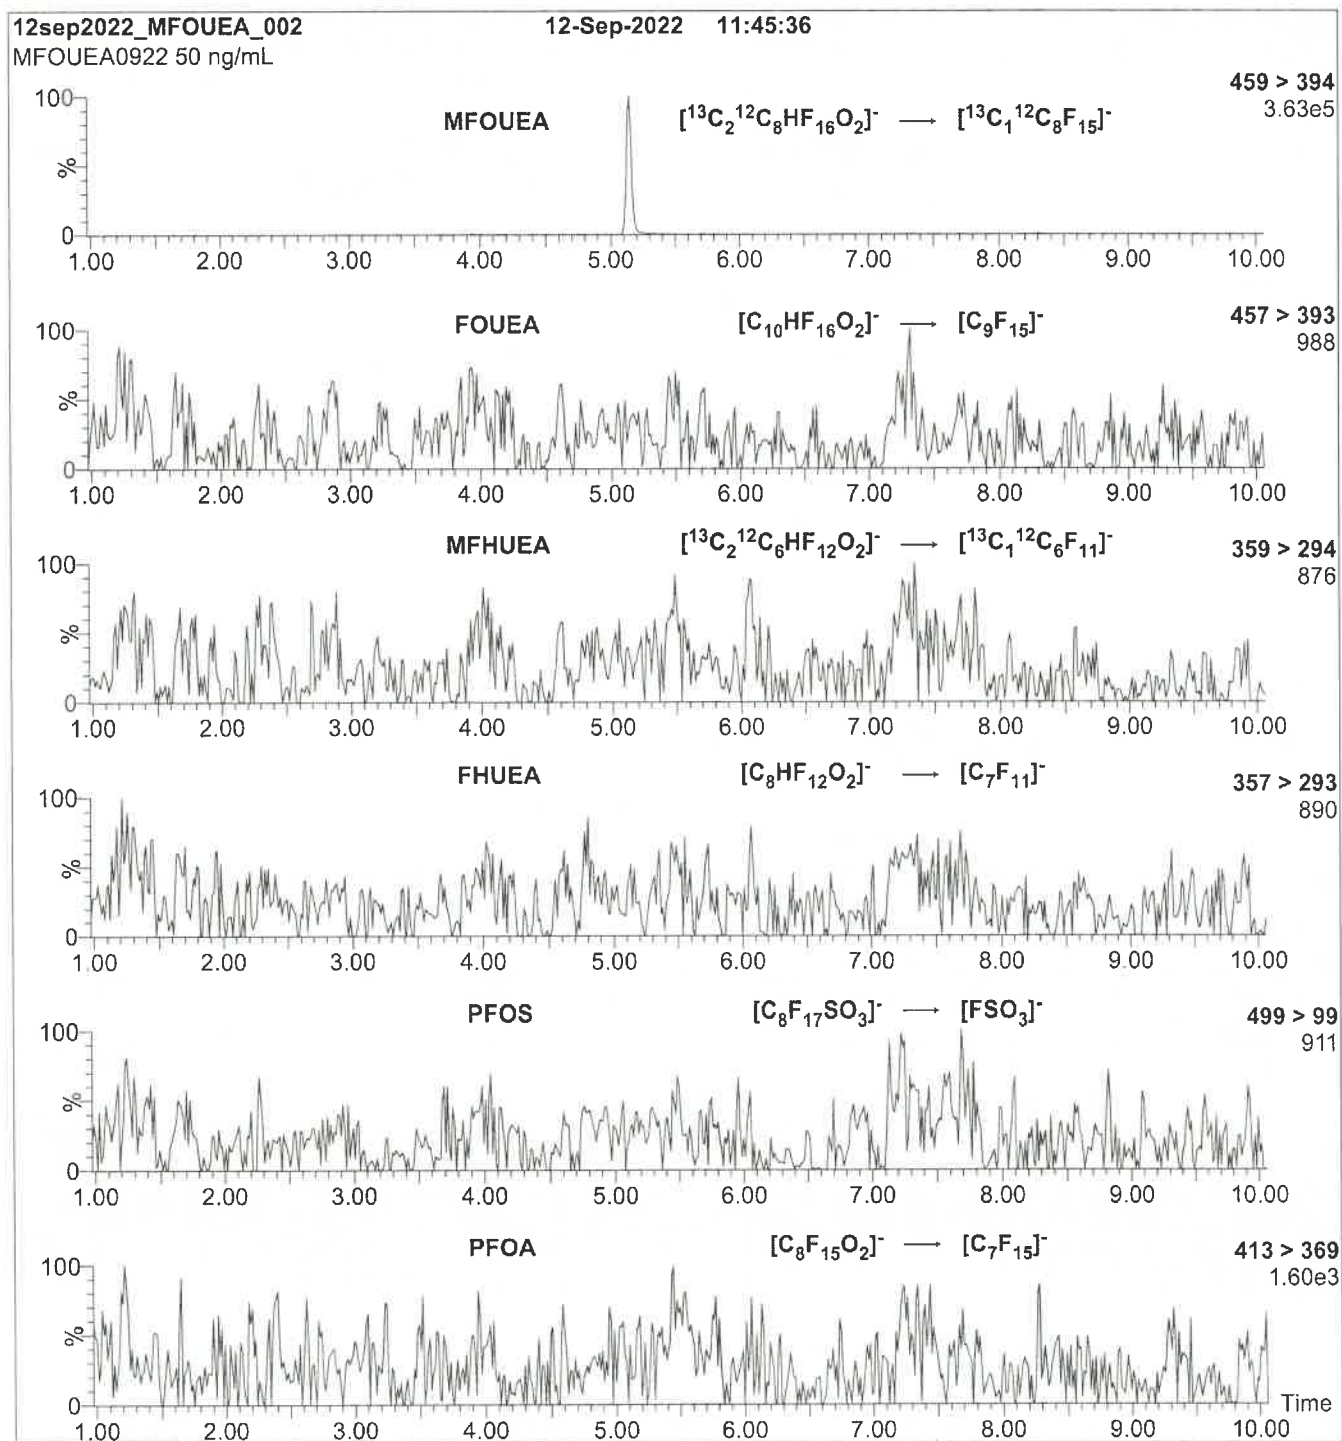 12sep2022_MFOUEA_002 12-Sep-2022 11:45:36
MFOUEA0922 50 ng/mL
459 > 394
3.63e5
MFOUEA [¹³C₂¹²C₈HF₁₆O₂]⁻ → [¹³C₁¹²C₈F₁₅]⁻
100
%
0
1.00 2.00 3.00 4.00 5.00 6.00 7.00 8.00 9.00 10.00
FOUEA [C₁₀HF₁₆O₂]⁻ → [C₉F₁₅]⁻
457 > 393
988
100
%
0
1.00 2.00 3.00 4.00 5.00 6.00 7.00 8.00 9.00 10.00
MFHUEA [¹³C₂¹²C₆HF₁₂O₂]⁻ → [¹³C₁¹²C₆F₁₁]⁻
359 > 294
876
100
%
0
1.00 2.00 3.00 4.00 5.00 6.00 7.00 8.00 9.00 10.00
FHUEA [C₈HF₁₂O₂]⁻ → [C₇F₁₁]⁻
357 > 293
890
100
%
0
1.00 2.00 3.00 4.00 5.00 6.00 7.00 8.00 9.00 10.00
PFOS [C₈F₁₇SO₃]⁻ → [FSO₃]⁻
499 > 99
911
100
%
0
1.00 2.00 3.00 4.00 5.00 6.00 7.00 8.00 9.00 10.00
PFOA [C₈F₁₅O₂]⁻ → [C₇F₁₅]⁻
413 > 369
1.60e3
100
%
0
Time
1.00 2.00 3.00 4.00 5.00 6.00 7.00 8.00 9.00 10.00